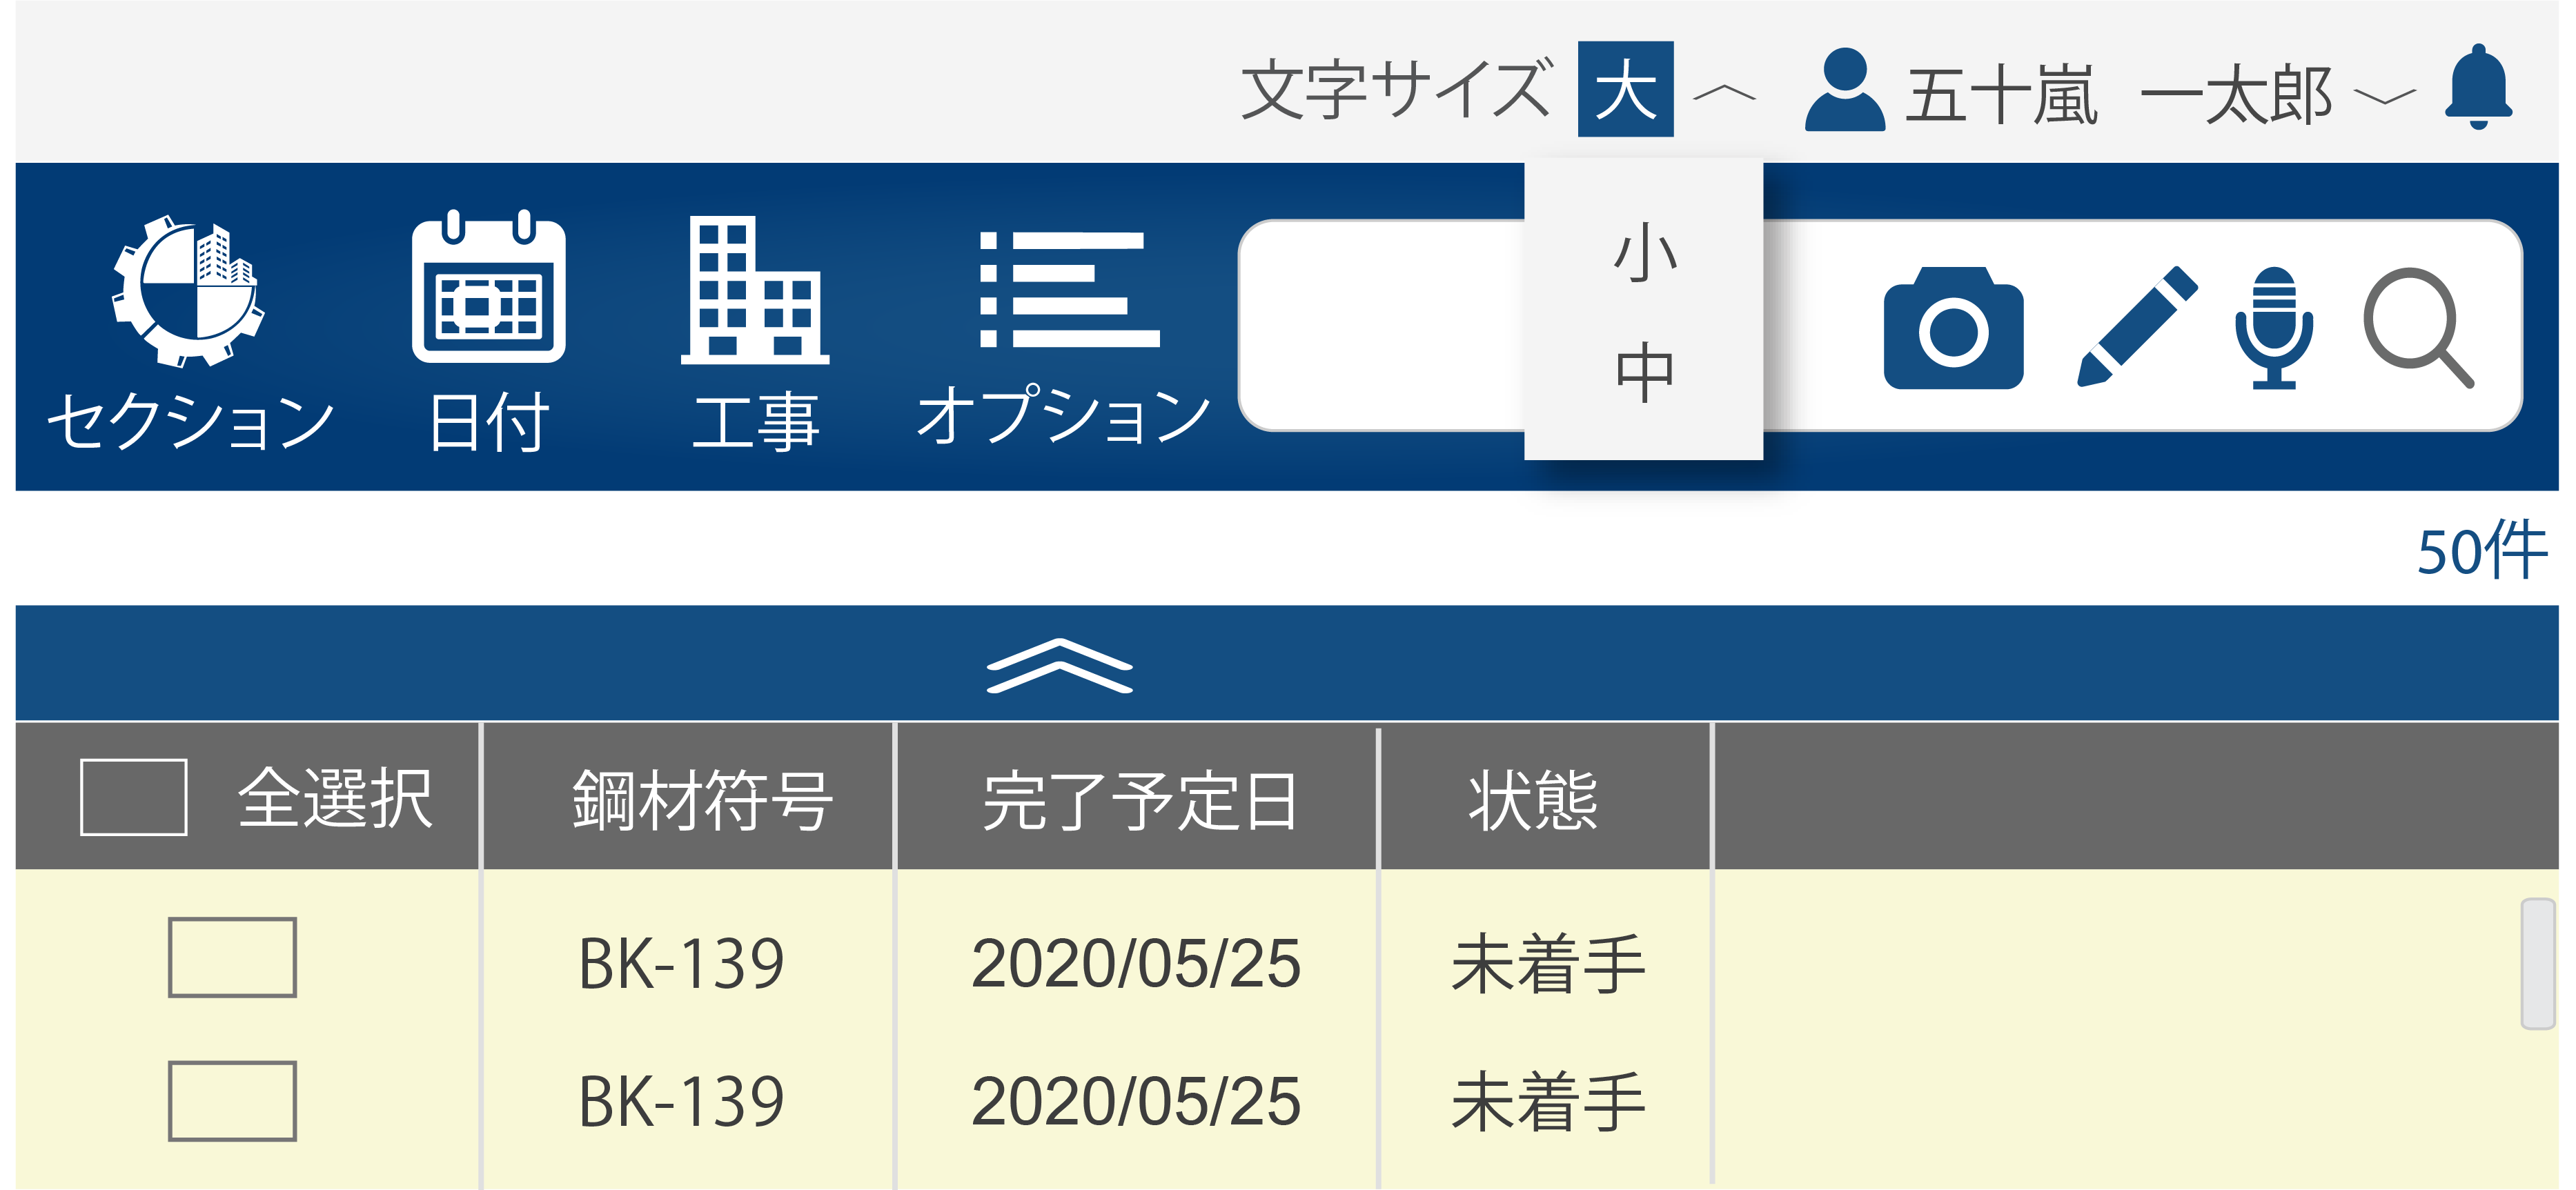 文字サイズ 大 五十嵐 一太郎
小
中
セクション 日付 工事 オプション
50件
全選択 鋼材符号 完了予定日 状態
BK-139 2020/05/25 未着手
BK-139 2020/05/25 未着手